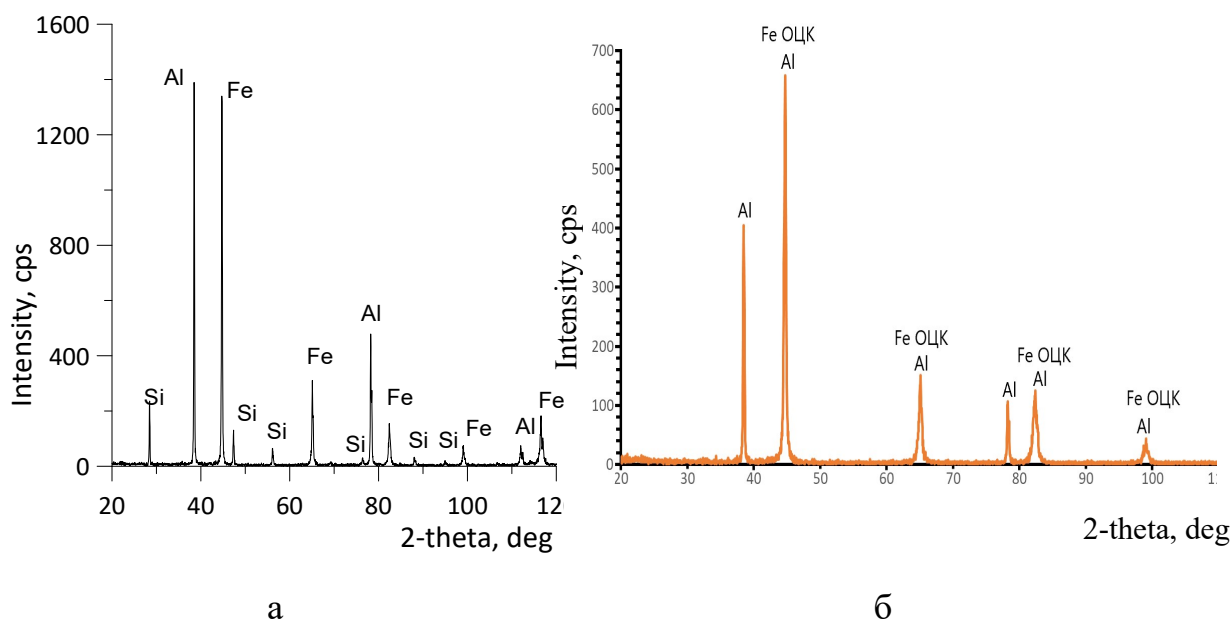 1600
1200
800
400
0
Intensity, cps
Al
Fe
Si
Si
Si
Fe
Si
Al
Fe
Si
Si
Fe
Al
Fe
20 40 60 80 100 12
2-theta, deg
а
700
600
500
400
300
200
100
0
Intensity, cps
Al
Fe ОЦК
Al
Fe ОЦК
Al
Al
Fe ОЦК
Al
Fe ОЦК
Al
20 30 40 50 60 70 80 90 100
2-theta, deg
б